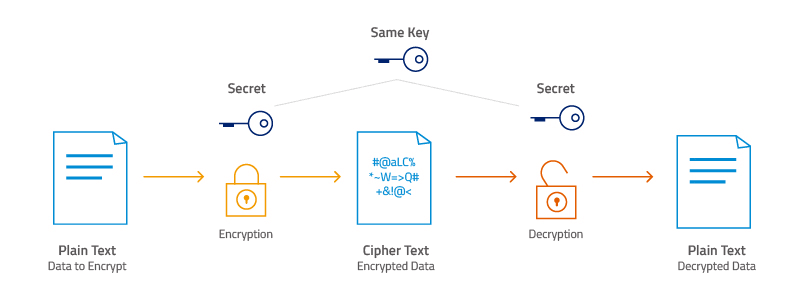 Same Key
Secret
Secret
#@aLC%
*~W=>Q#
+&!@<
Encryption
Decryption
Plain Text
Data to Encrypt
Cipher Text
Encrypted Data
Plain Text
Decrypted Data